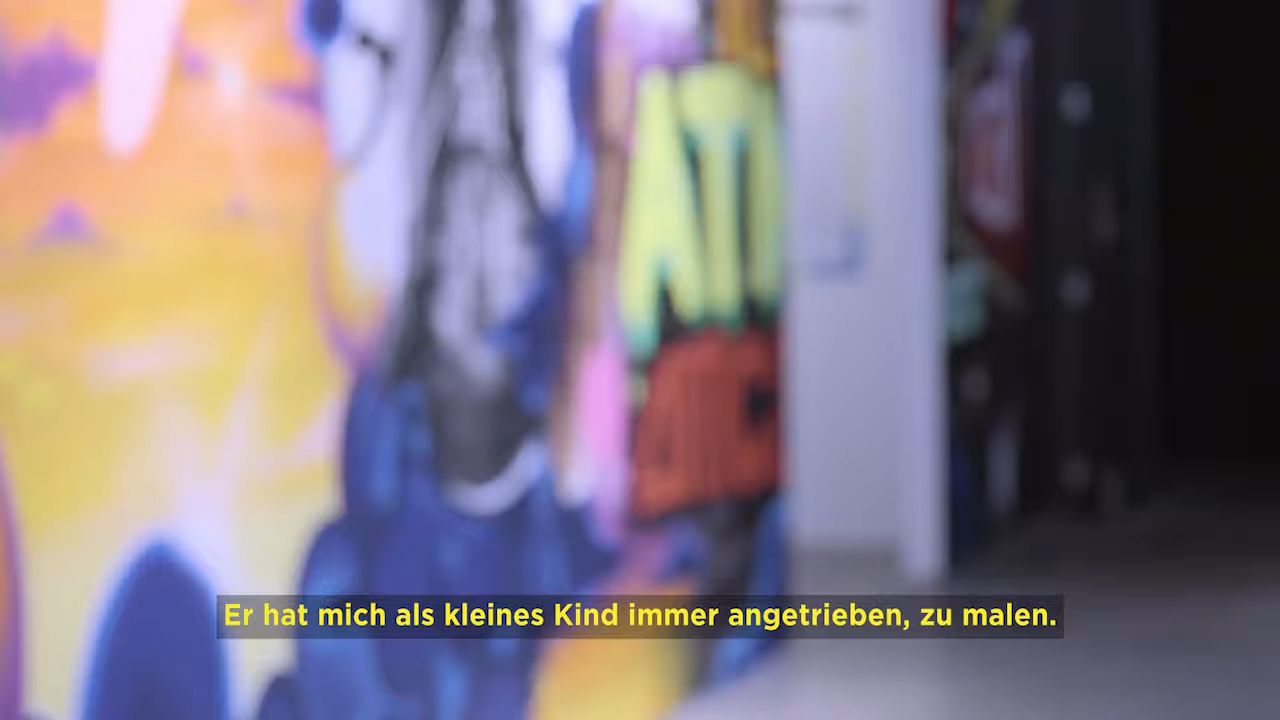 Er hat mich als kleines Kind immer angetrieben, zu malen.